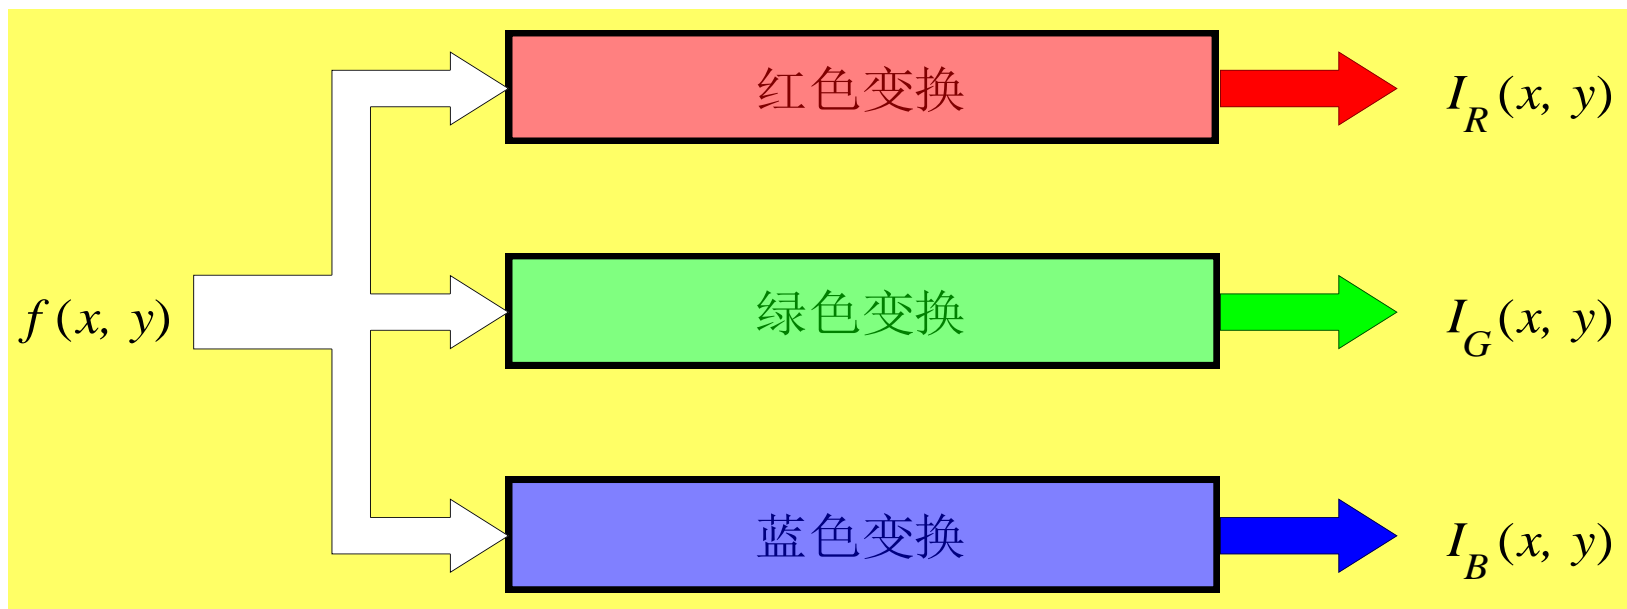 红色变换
I_R(x, y)
f(x, y)
绿色变换
I_G(x, y)
蓝色变换
I_B(x, y)